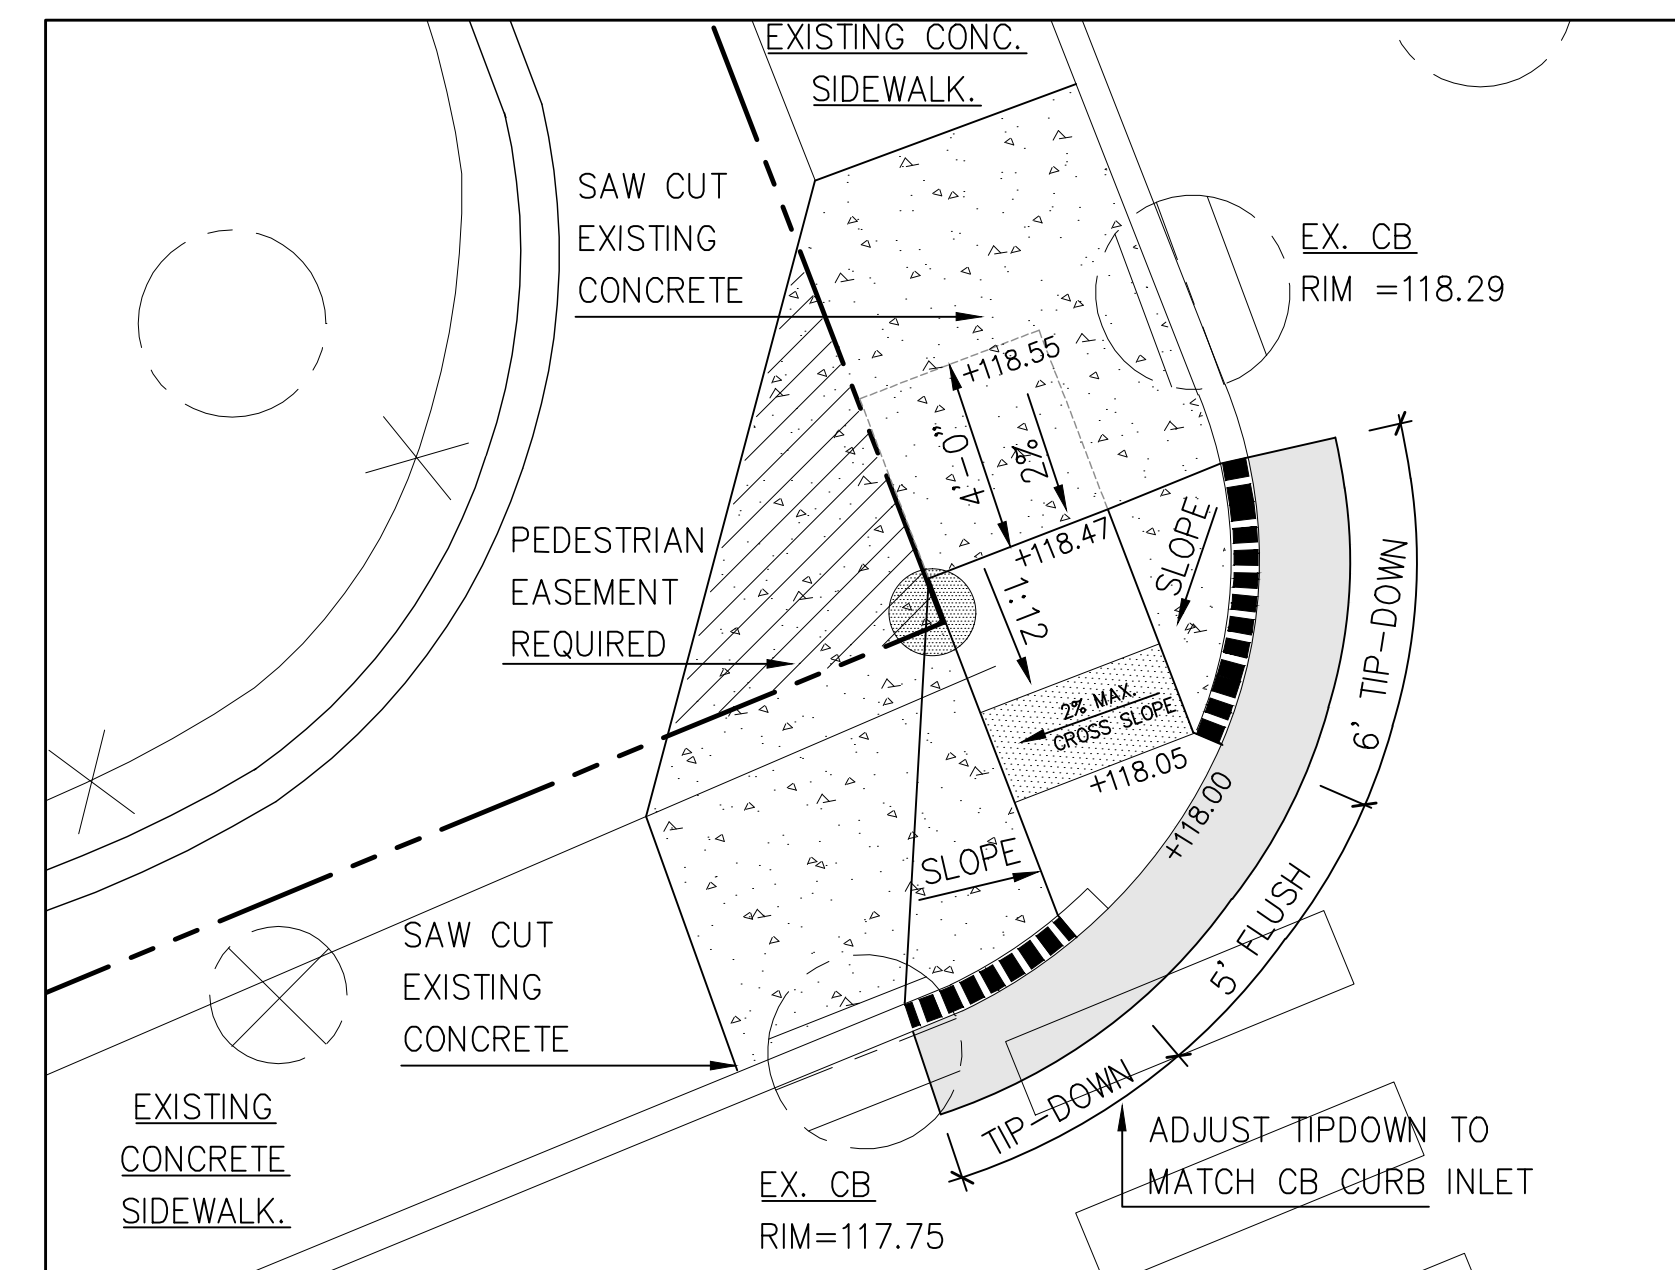 EXISTING CONC.
SIDEWALK.
SAW CUT
EXISTING
CONCRETE
EX. CB
RIM =118.29
+118.55
4'-0"
2%
+118.47
SLOPE
1:12
PEDESTRIAN
EASEMENT
REQUIRED
2% MAX.
CROSS SLOPE
+118.05
+118.00
6' TIP-DOWN
SLOPE
5' FLUSH
TIP-DOWN
SAW CUT
EXISTING
CONCRETE
EXISTING
CONCRETE
SIDEWALK.
ADJUST TIPDOWN TO
MATCH CB CURB INLET
EX. CB
RIM=117.75